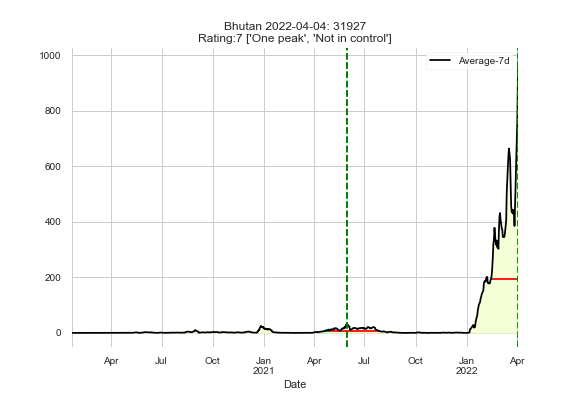 Bhutan 2022-04-04: 31927
Rating:7 ['One peak', 'Not in control']
Average-7d
1000
800
600
400
200
0
Apr Jul Oct Jan Apr Jul Oct Jan Apr
2021 2022
Date